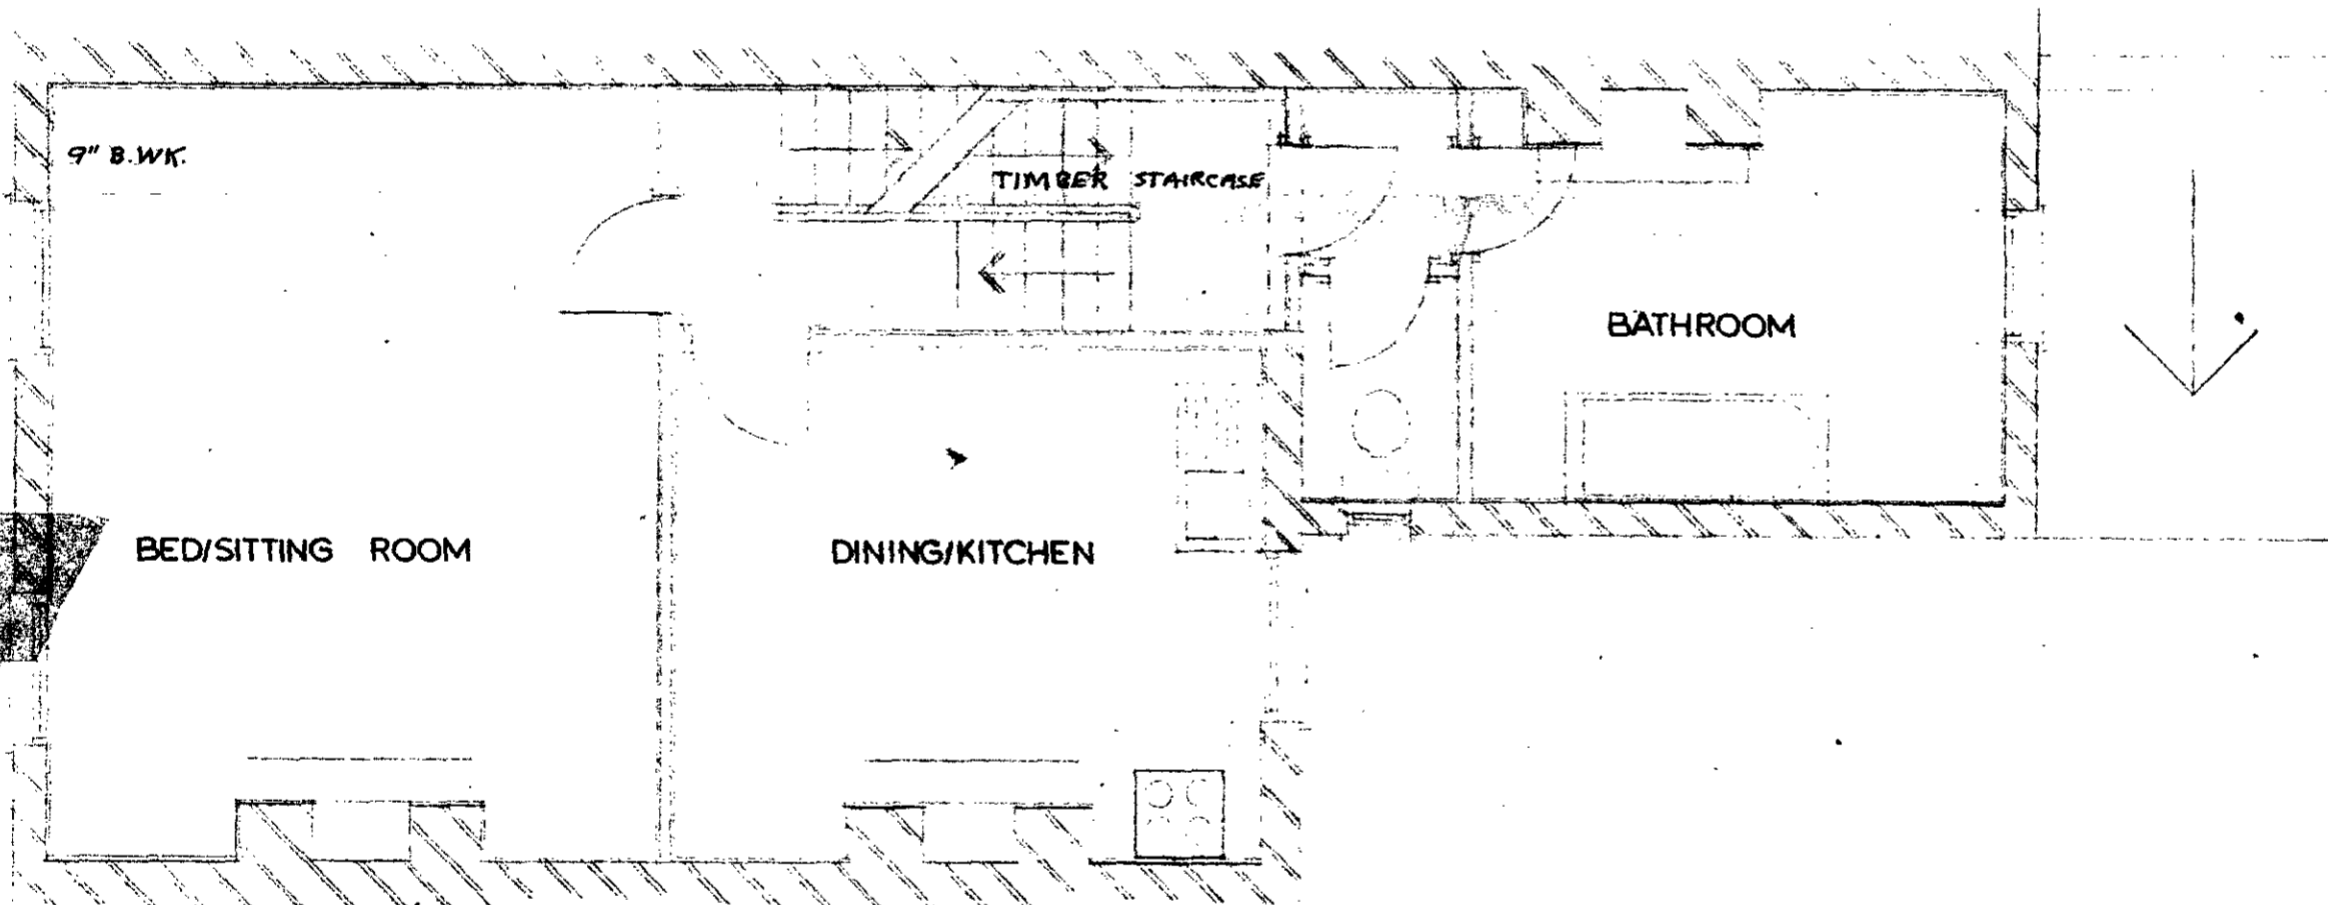 9" B.WK.
TIMBER STAIRCASE
BATHROOM
BED/SITTING ROOM
DINING/KITCHEN